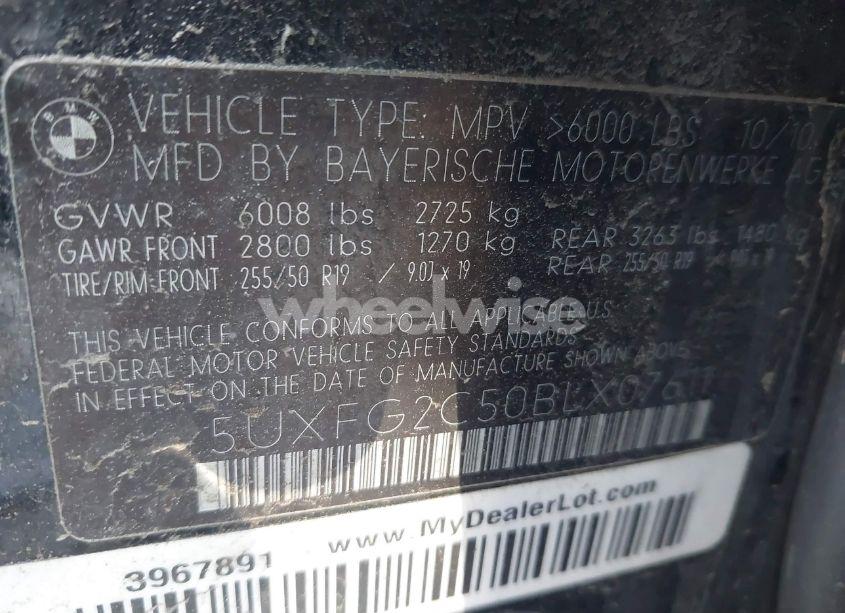 BMW
VEHICLE TYPE: MPV >6000 LBS 10/10
MFD BY BAYERISCHE MOTORENWERKE AG
GVWR 6008 lbs 2725 kg
GAWR FRONT 2800 lbs 1270 kg REAR 3263 lbs 1480 kg
TIRE/RIM-FRONT 255/50 R19 / 9.0J x 19 REAR 255/50 R19 / 9.0J x 19
wheelwise
THIS VEHICLE CONFORMS TO ALL APPLICABLE U.S.
FEDERAL MOTOR VEHICLE SAFETY STANDARDS
IN EFFECT ON THE DATE OF MANUFACTURE SHOWN ABOVE.
5UXFG2C50BLX07611
www.MyDealerLot.com
3967891